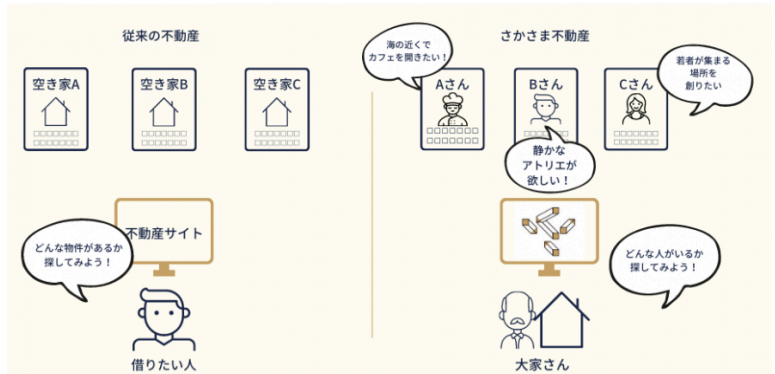 従来の不動産
空き家A
空き家B
空き家C
不動産サイト
どんな物件があるか
探してみよう！
借りたい人
さかさま不動産
海の近くで
カフェを開きたい！
Aさん
Bさん
Cさん
若者が集まる
場所を
創りたい
静かな
アトリエが
欲しい！
どんな人がいるか
探してみよう！
大家さん